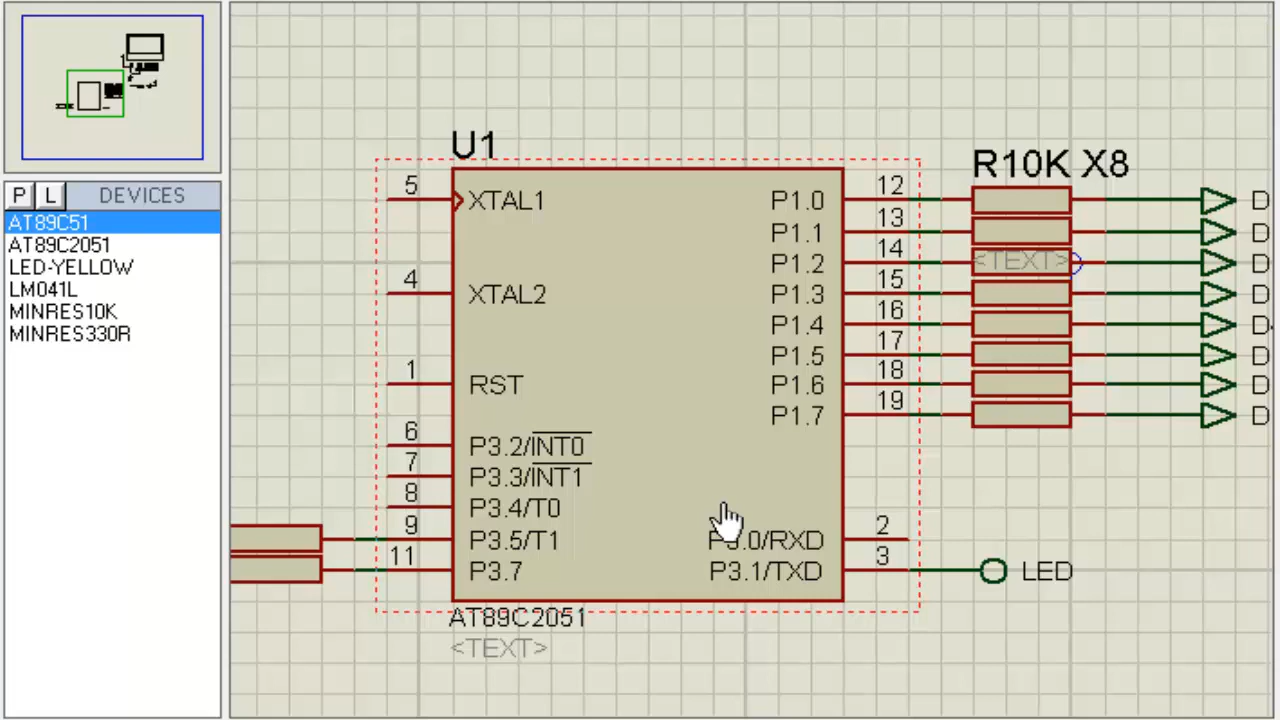 P L DEVICES
AT89C51
AT89C2051
LED-YELLOW
LM041L
MINRES10K
MINRES330R
U1
R10K X8
5 XTAL1 P1.0 12 D
P1.1 13 D
P1.2 14 <TEXT> D
4 XTAL2 P1.3 15 D
P1.4 16 D
P1.5 17 D
1 RST P1.6 18 D
P1.7 19 D
6 P3.2/INT0
7 P3.3/INT1
8 P3.4/T0
9 P3.5/T1 P3.0/RXD 2
11 P3.7 P3.1/TXD 3 LED
AT89C2051
<TEXT>